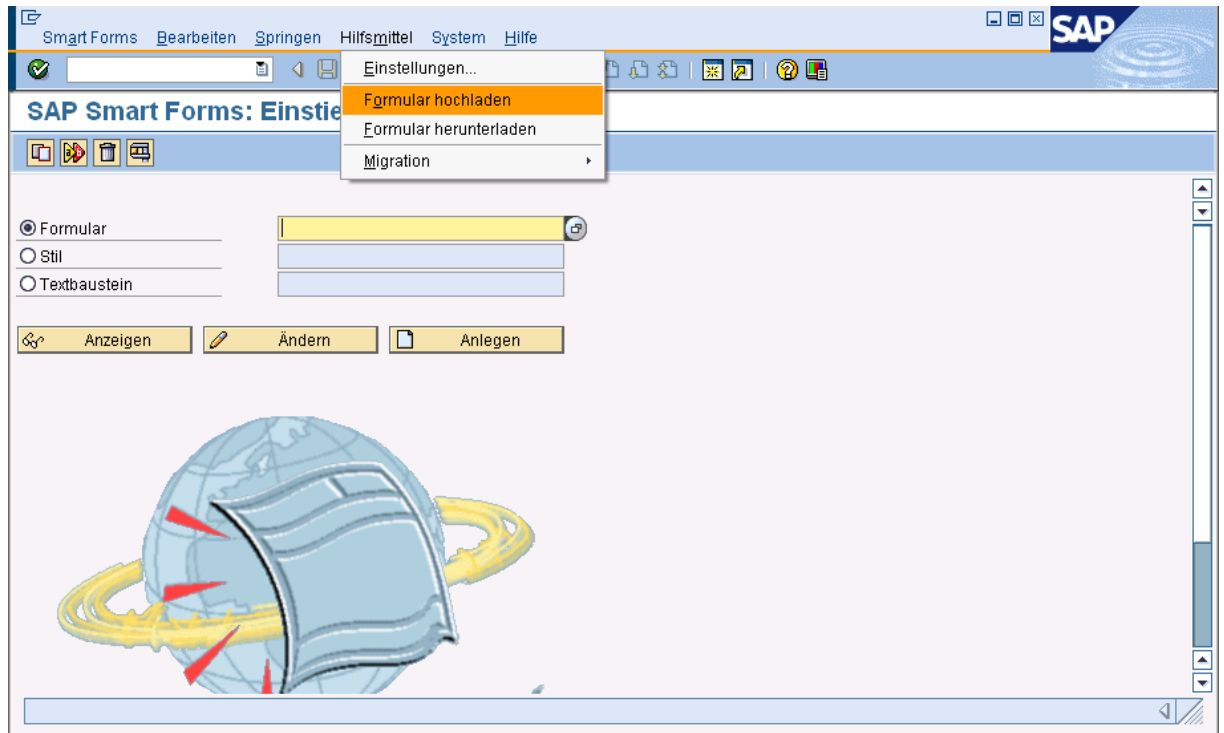 Smart Forms Bearbeiten Springen Hilfsmittel System Hilfe
SAP
Einstellungen...
Formular hochladen
Formular herunterladen
Migration
SAP Smart Forms: Einstie
Formular
Stil
Textbaustein
Anzeigen Ändern Anlegen